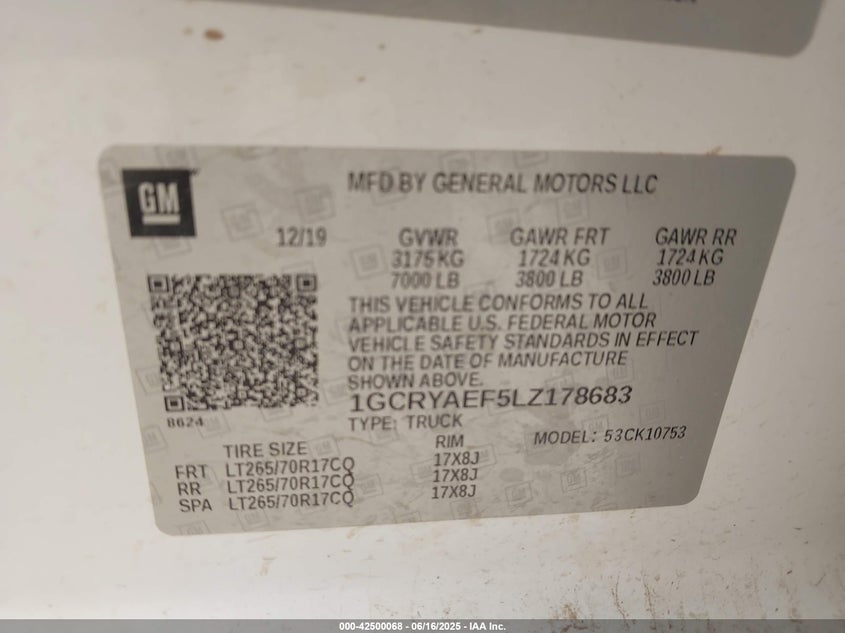 GM
MFD BY GENERAL MOTORS LLC
12/19 GVWR GAWR FRT GAWR RR
3175 KG 1724 KG 1724 KG
7000 LB 3800 LB 3800 LB
THIS VEHICLE CONFORMS TO ALL
APPLICABLE U.S. FEDERAL MOTOR
VEHICLE SAFETY STANDARDS IN EFFECT
ON THE DATE OF MANUFACTURE
SHOWN ABOVE.
1GCRYAEF5LZ178683
8624
TYPE: TRUCK
MODEL: 53CK10753
TIRE SIZE RIM
FRT LT265/70R17CQ 17X8J
RR LT265/70R17CQ 17X8J
SPA LT265/70R17CQ 17X8J
000-42500068 - 06/16/2025 - IAA Inc.